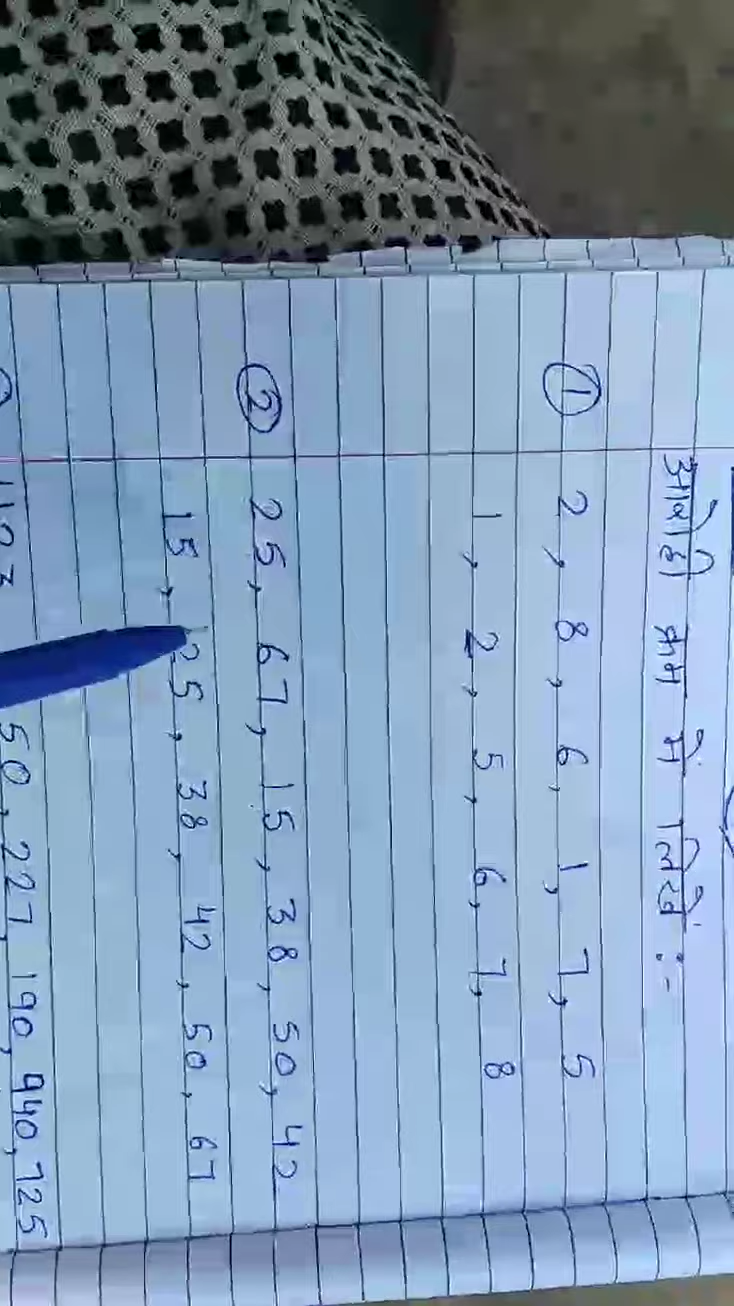 आरोही क्रम में लिखें :-
① 2, 8, 6, 1, 7, 5
1, 2, 5, 6, 7, 8
② 25, 67, 15, 38, 50, 42
15, 25, 38, 42, 50, 67
50, 227, 190, 940, 725